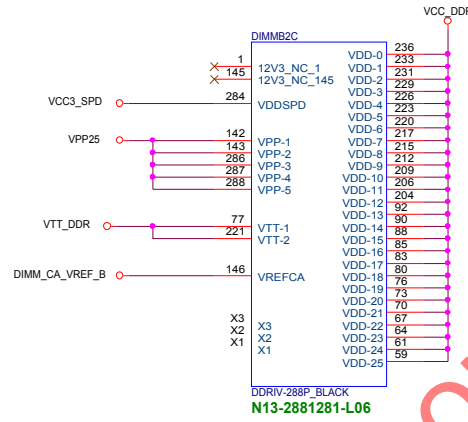 VCC_DDR
DIMMB2C
1 12V3_NC_1
145 12V3_NC_145
VCC3_SPD 284 VDDSPD
VPP25 142 VPP-1
143 VPP-2
286 VPP-3
287 VPP-4
288 VPP-5
VTT_DDR 77 VTT-1
221 VTT-2
DIMM_CA_VREF_B 146 VREFCA
X3 X3
X2 X2
X1 X1
VDD-0 236
VDD-1 233
VDD-2 231
VDD-3 229
VDD-4 226
VDD-5 223
VDD-6 220
VDD-7 217
VDD-8 215
VDD-9 212
VDD-10 209
VDD-11 206
VDD-12 204
VDD-13 92
VDD-14 90
VDD-15 88
VDD-16 85
VDD-17 83
VDD-18 80
VDD-19 76
VDD-20 73
VDD-21 70
VDD-22 67
VDD-23 64
VDD-24 61
VDD-25 59
DDRIV-288P_BLACK
N13-2881281-L06